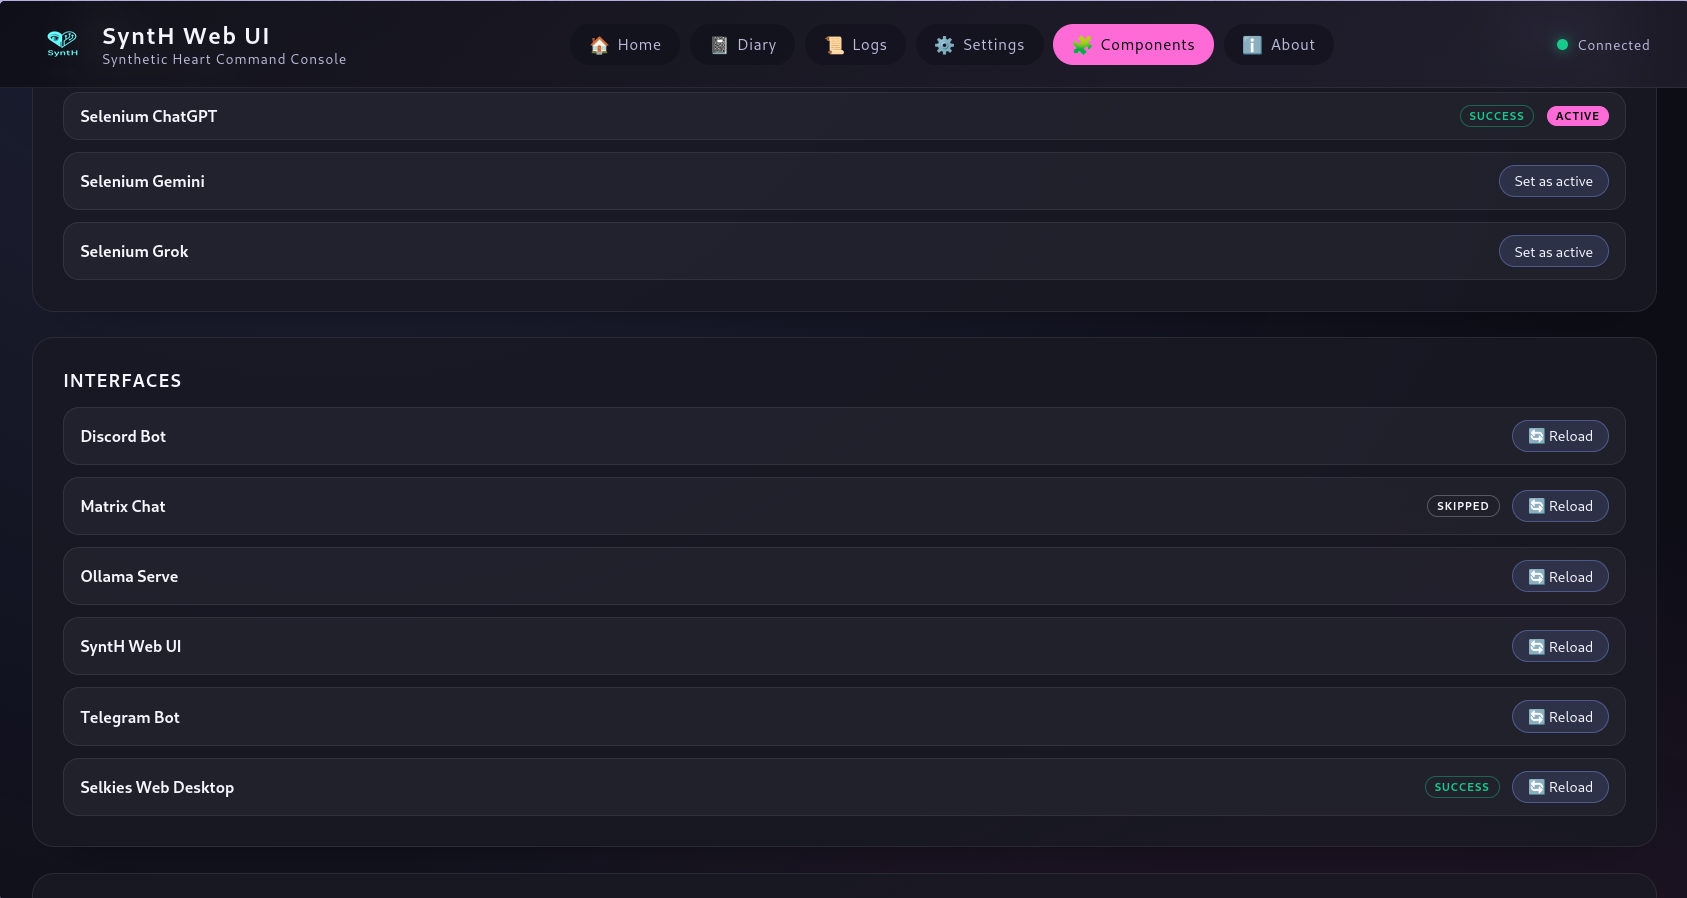 SyntH
SyntH Web UI
Synthetic Heart Command Console
Home
Diary
Logs
Settings
Components
About
Connected
Selenium ChatGPT
SUCCESS
ACTIVE
Selenium Gemini
Set as active
Selenium Grok
Set as active
INTERFACES
Discord Bot
Reload
Matrix Chat
SKIPPED
Reload
Ollama Serve
Reload
SyntH Web UI
Reload
Telegram Bot
Reload
Selkies Web Desktop
SUCCESS
Reload